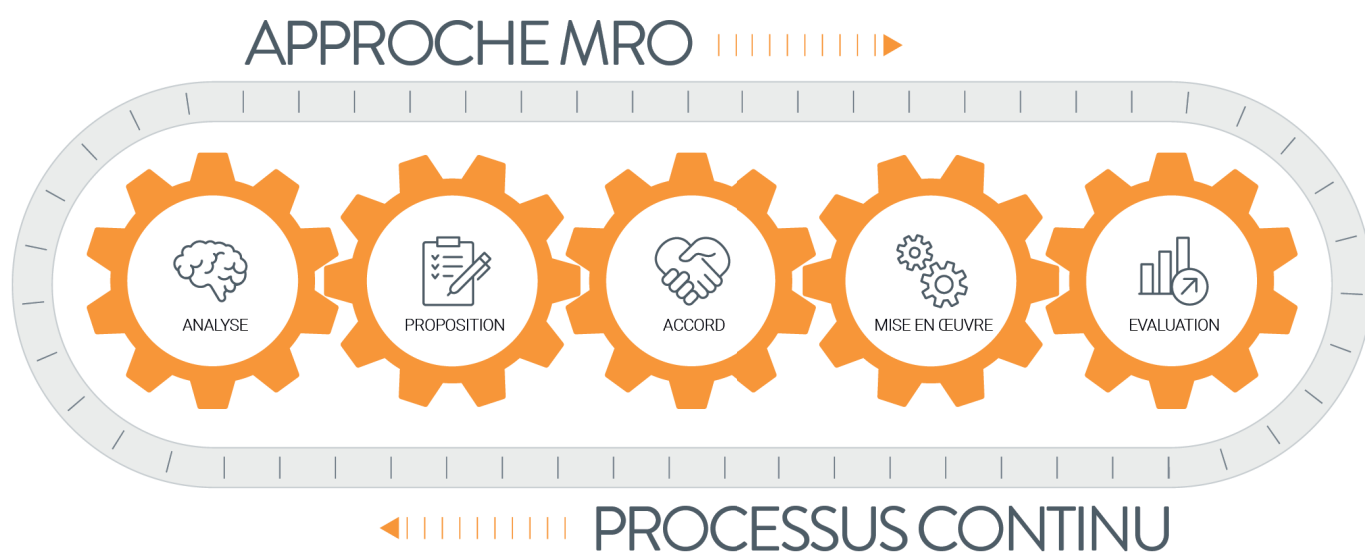 APPROCHE MRO
ANALYSE
PROPOSITION
ACCORD
MISE EN ŒUVRE
EVALUATION
PROCESSUS CONTINU